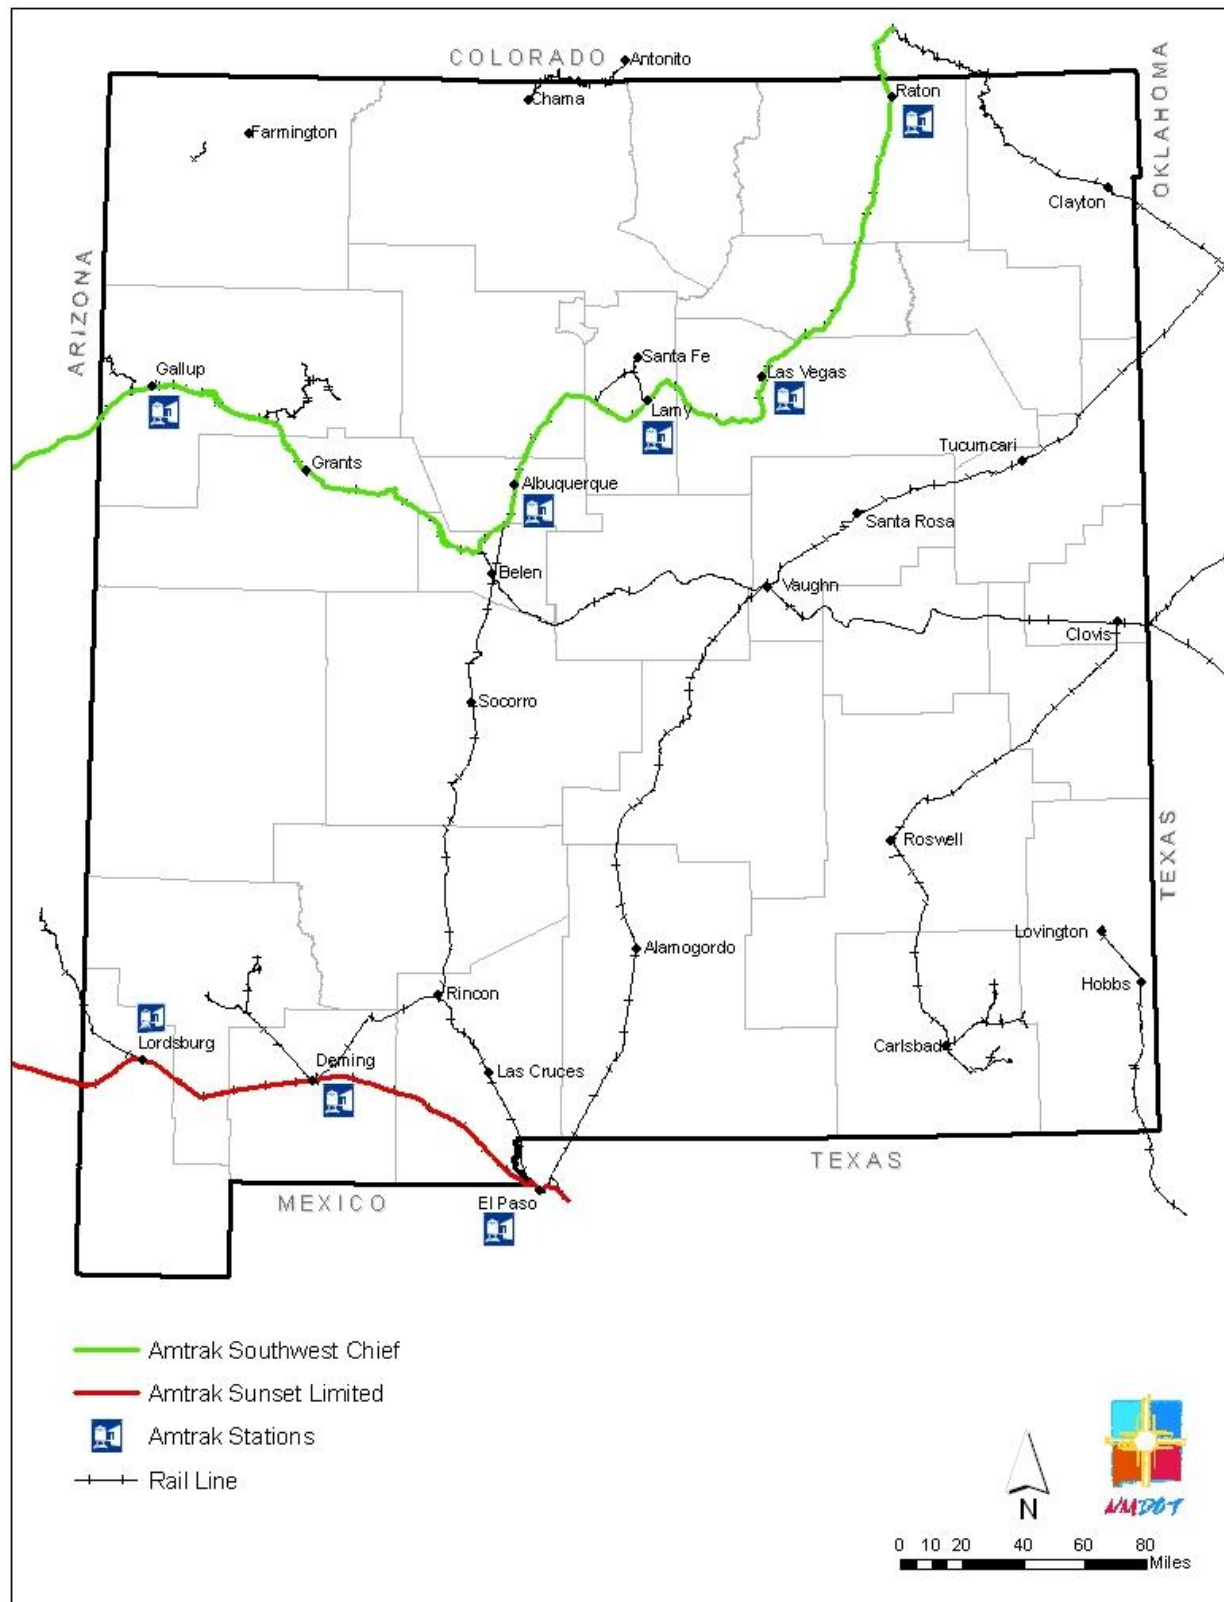 COLORADO
Antonito
OKLAHOMA
Chama
Raton
Farmington
Clayton
ARIZONA
Santa Fe
Gallup
Las Vegas
Lamy
Tucumcari
Grants
Albuquerque
Santa Rosa
Belen
Vaughn
Clovis
Socorro
Roswell
TEXAS
Lovington
Alamogordo
Hobbs
Rincon
Lordsburg
Carlsbad
Deming
Las Cruces
TEXAS
MEXICO
El Paso
Amtrak Southwest Chief
Amtrak Sunset Limited
Amtrak Stations
Rail Line
N
NMDOT
0 10 20 40 60 80
Miles